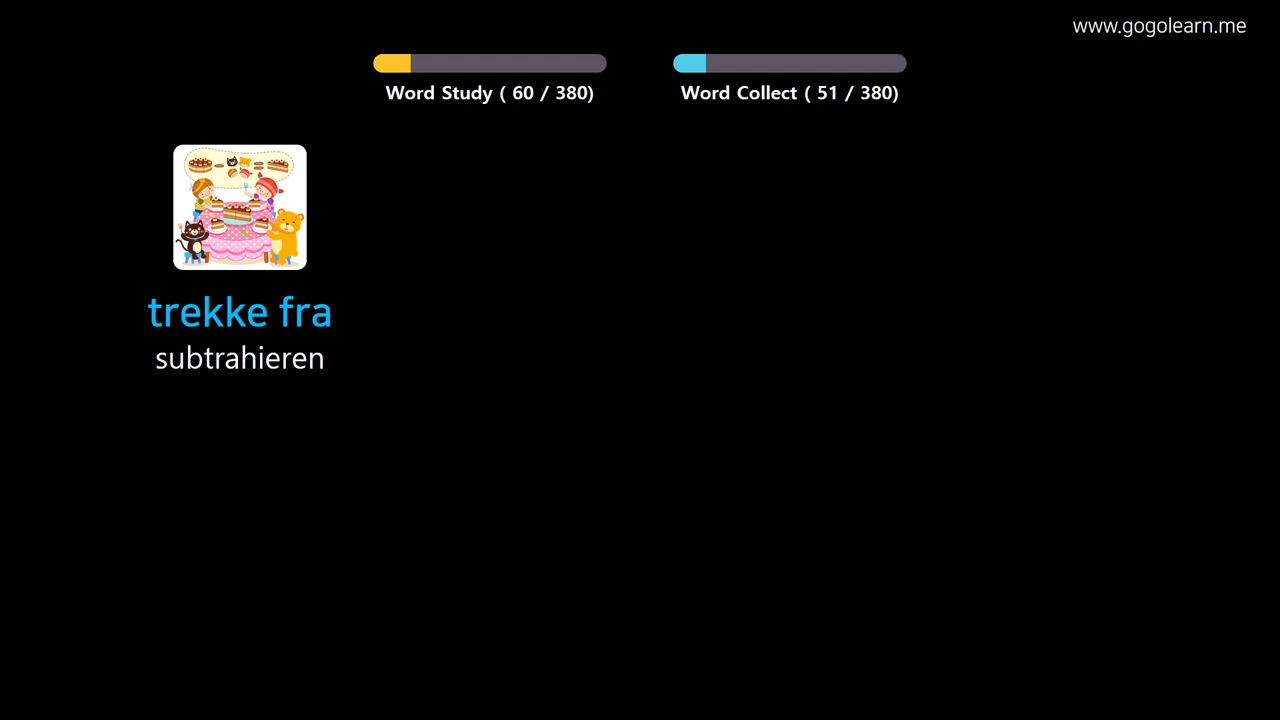 www.gogolearn.me
Word Study ( 60 / 380)
Word Collect ( 51 / 380)
trekke fra
subtrahieren